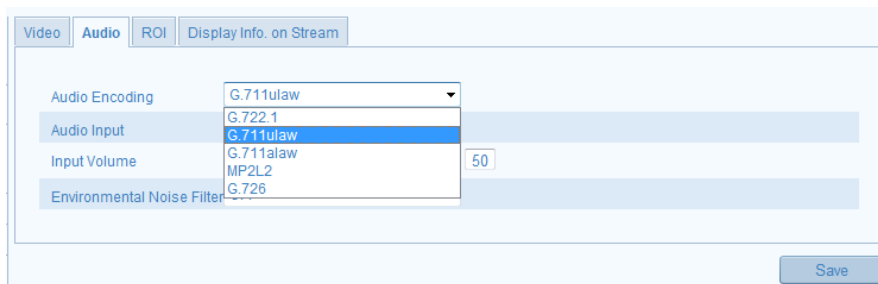 Video Audio ROI Display Info. on Stream
Audio Encoding G.711ulaw
G.722.1
Audio Input G.711ulaw
G.711alaw
Input Volume 50
MP2L2
G.726
Environmental Noise Filter
Save